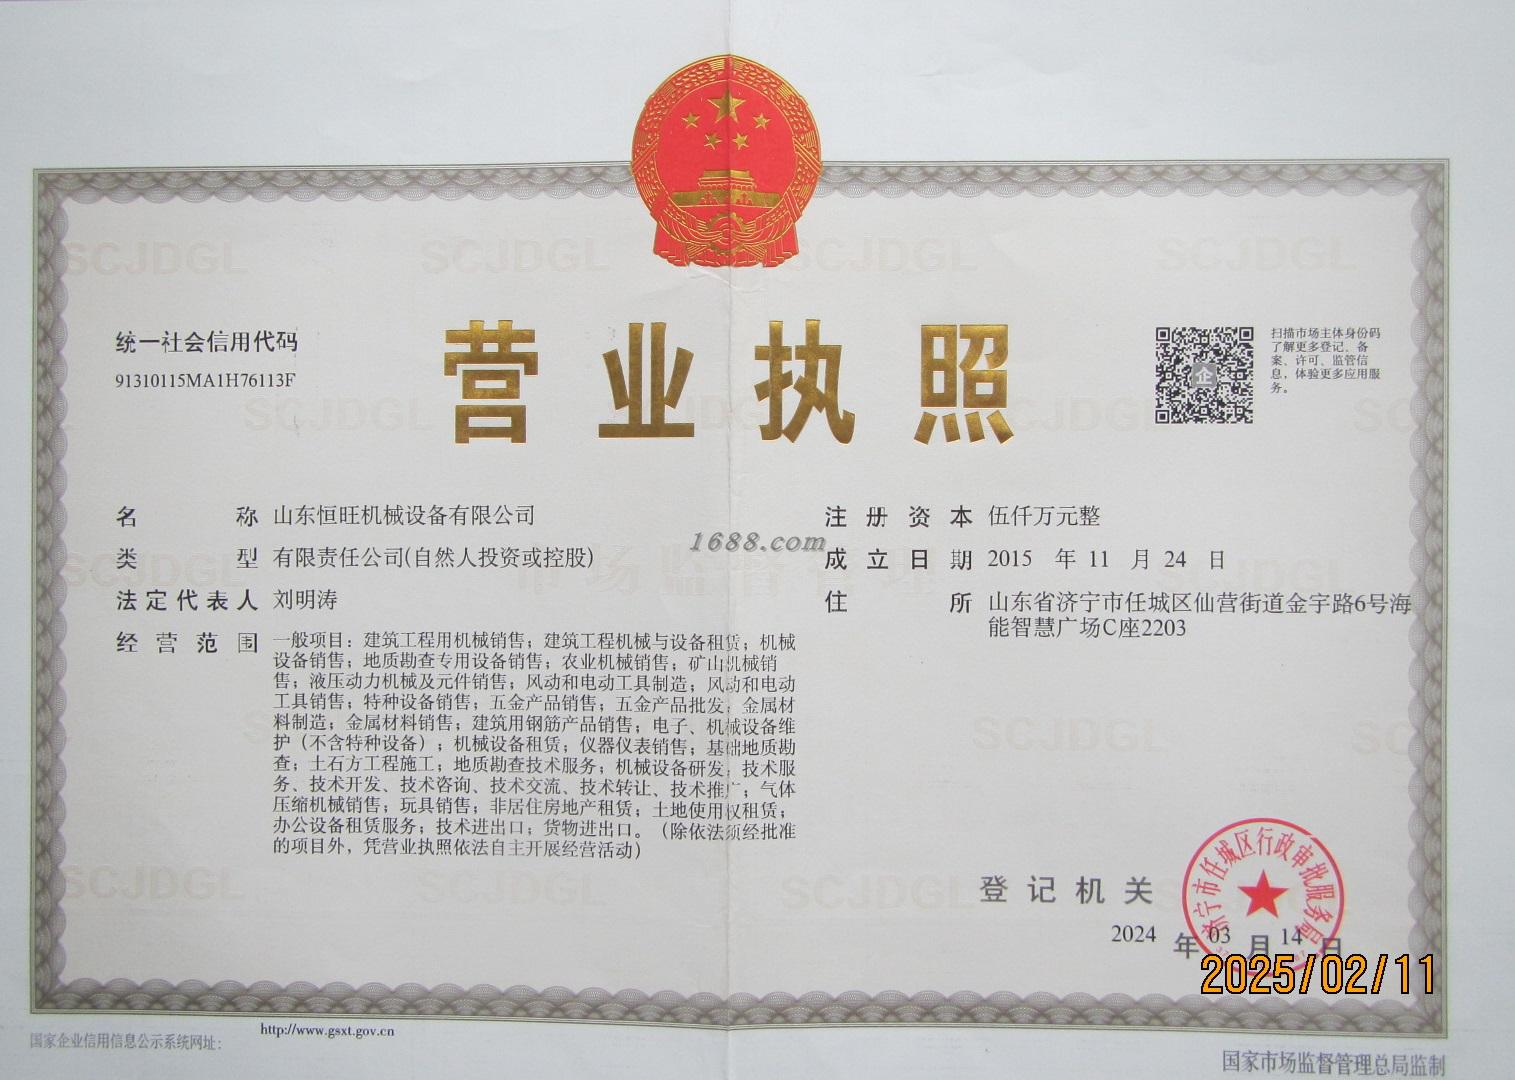 统一社会信用代码
91310115MA1H76113F
营业执照
扫描市场主体身份码
了解更多登记、备
案、许可、监管信
息，体验更多应用服
务。
企
名称 山东恒旺机械设备有限公司
类型 有限责任公司(自然人投资或控股)
法定代表人 刘明涛
经营范围 一般项目：建筑工程用机械销售；建筑工程机械与设备租赁；机械
设备销售；地质勘查专用设备销售；农业机械销售；矿山机械销
售；液压动力机械及元件销售；风动和电动工具制造；风动和电动
工具销售；特种设备销售；五金产品销售；五金产品批发；金属材
料制造；金属材料销售；建筑用钢筋产品销售；电子、机械设备维
护（不含特种设备）；机械设备租赁；仪器仪表销售；基础地质勘
查；土石方工程施工；地质勘查技术服务；机械设备研发；技术服
务、技术开发、技术咨询、技术交流、技术转让、技术推广；气体
压缩机械销售；玩具销售；非居住房地产租赁；土地使用权租赁；
办公设备租赁服务；技术进出口；货物进出口。（除依法须经批准
的项目外，凭营业执照依法自主开展经营活动）
注册资本 伍仟万元整
成立日期 2015 年 11 月 24 日
住所 山东省济宁市任城区仙营街道金宇路6号海
能智慧广场C座2203
1688.com
登记机关
济宁市任城区行政审批服务局
2024 年 03 月 14 日
2025/02/11
国家企业信用信息公示系统网址：
http://www.gsxt.gov.cn
国家市场监督管理总局监制